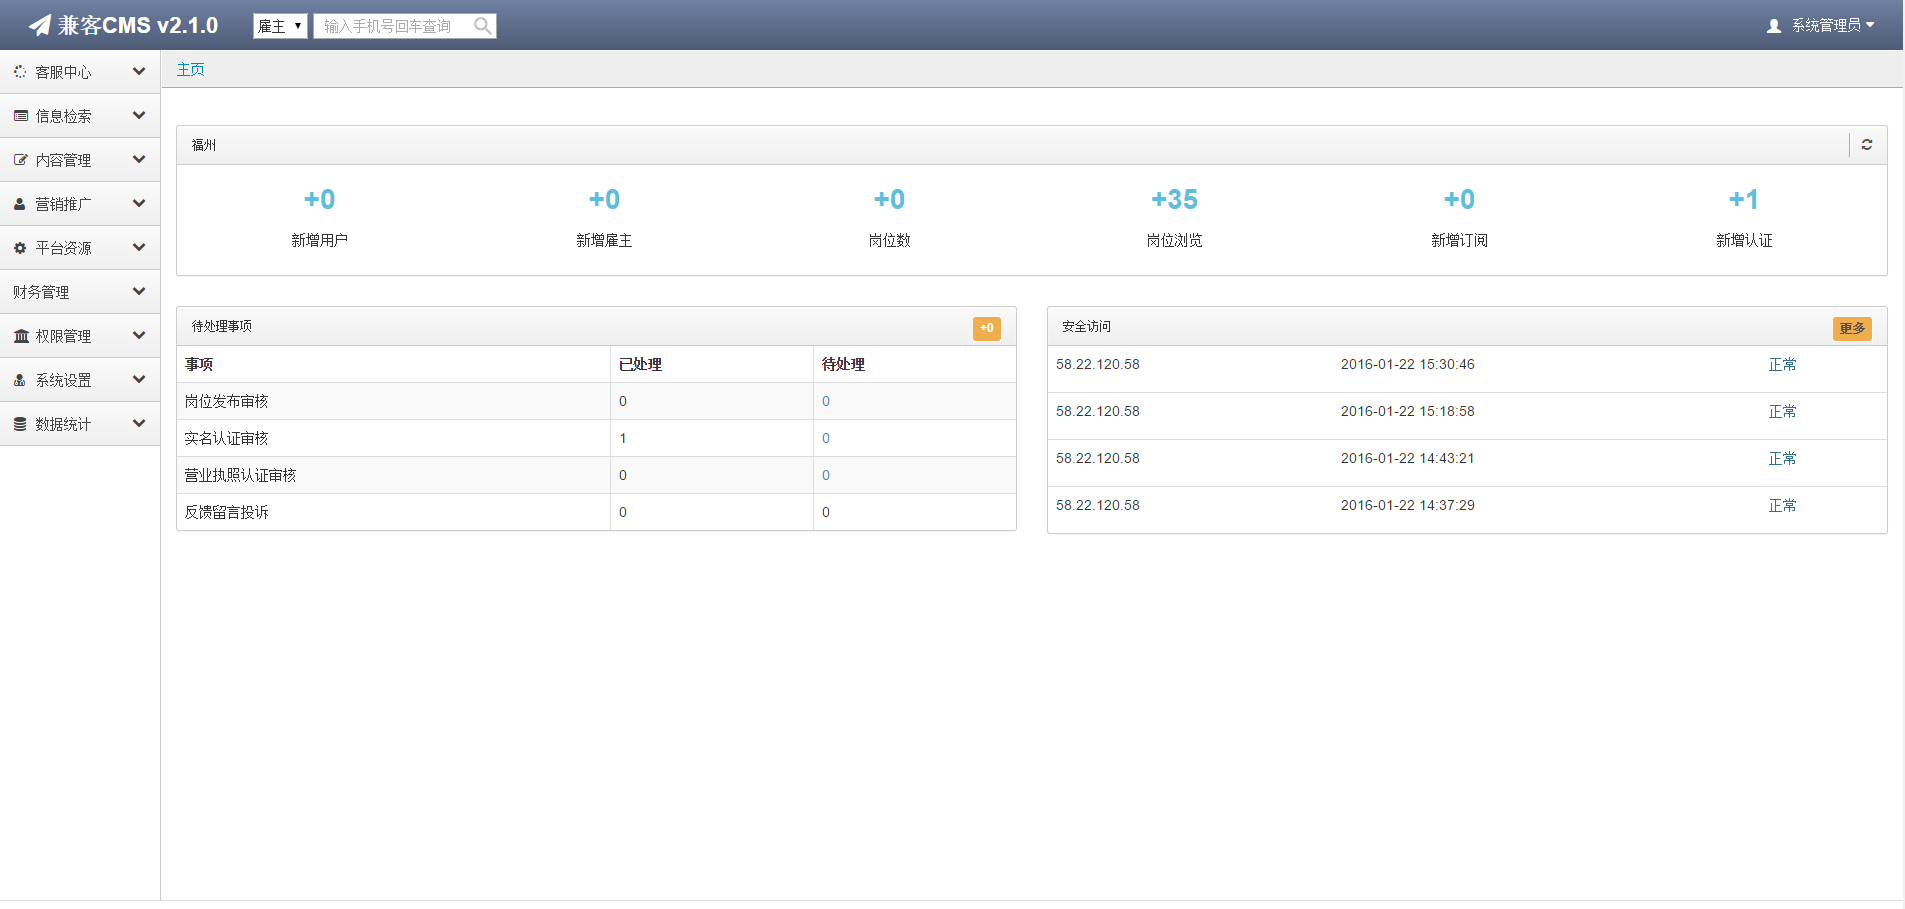 兼客CMS v2.1.0
雇主
输入手机号回车查询
系统管理员
客服中心
信息检索
内容管理
营销推广
平台资源
财务管理
权限管理
系统设置
数据统计
主页
福州
+0 +0 +0 +35 +0 +1
新增用户 新增雇主 岗位数 岗位浏览 新增订阅 新增认证
待处理事项 +0
事项 已处理 待处理
岗位发布审核 0 0
实名认证审核 1 0
营业执照认证审核 0 0
反馈留言投诉 0 0
安全访问 更多
58.22.120.58 2016-01-22 15:30:46 正常
58.22.120.58 2016-01-22 15:18:58 正常
58.22.120.58 2016-01-22 14:43:21 正常
58.22.120.58 2016-01-22 14:37:29 正常